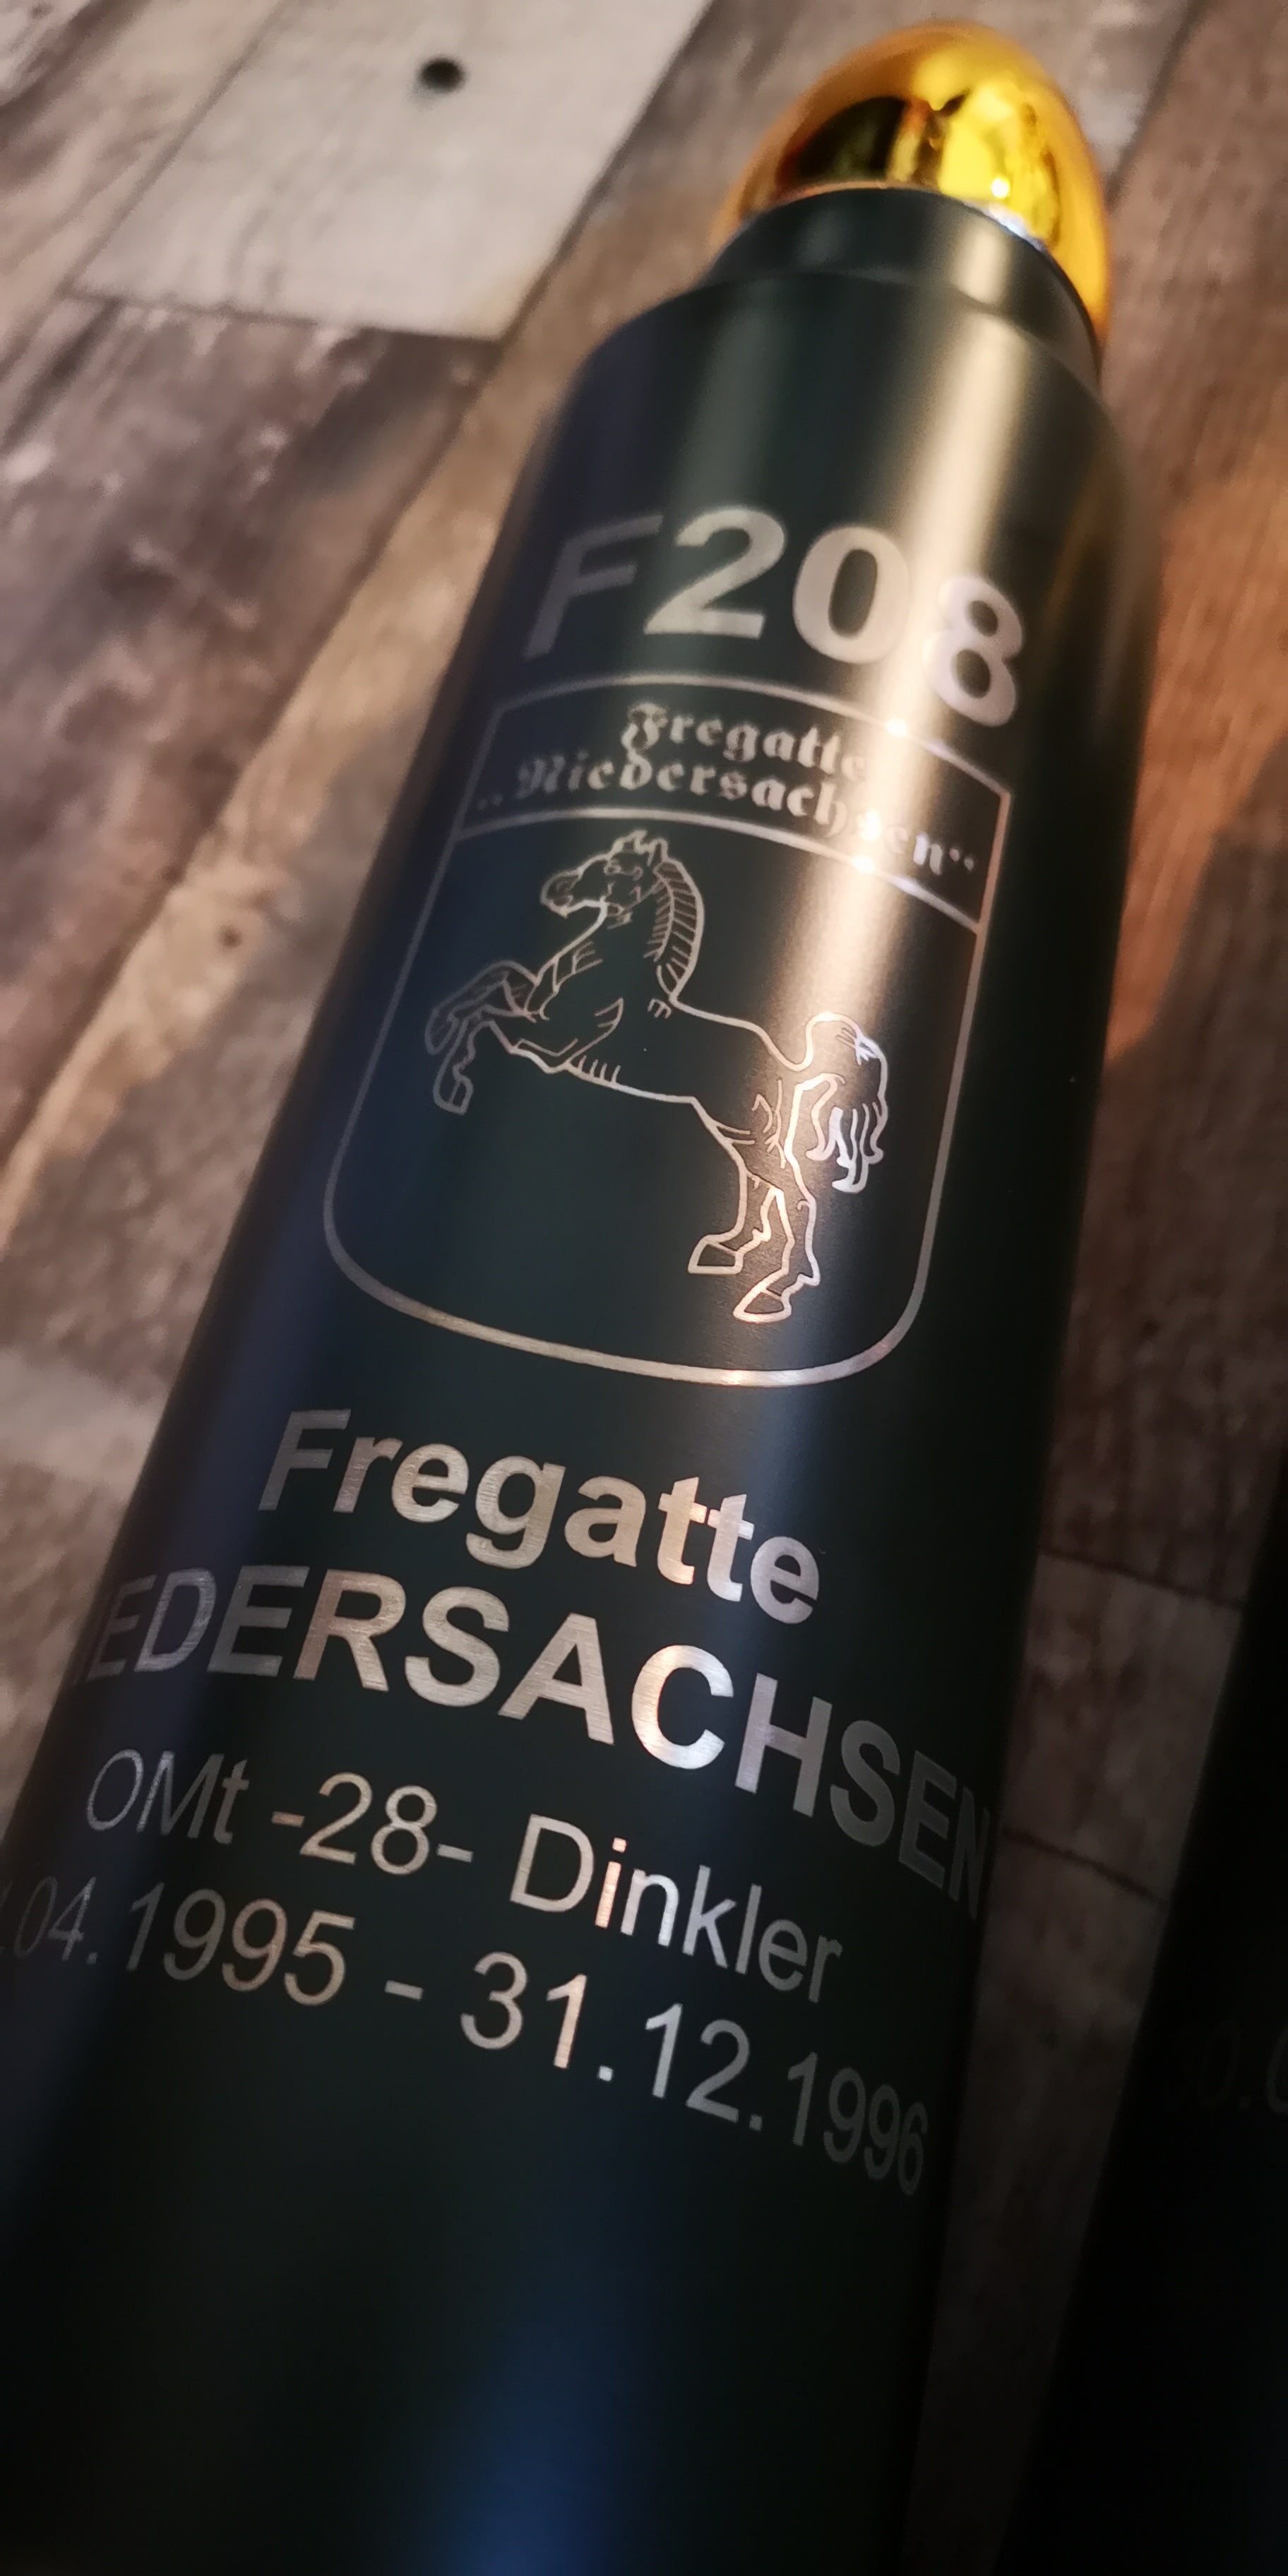 F208
Fregatte
„Niedersachsen“
Fregatte
IEDERSACHSEN
OMt -28- Dinkler
.04.1995 - 31.12.1996